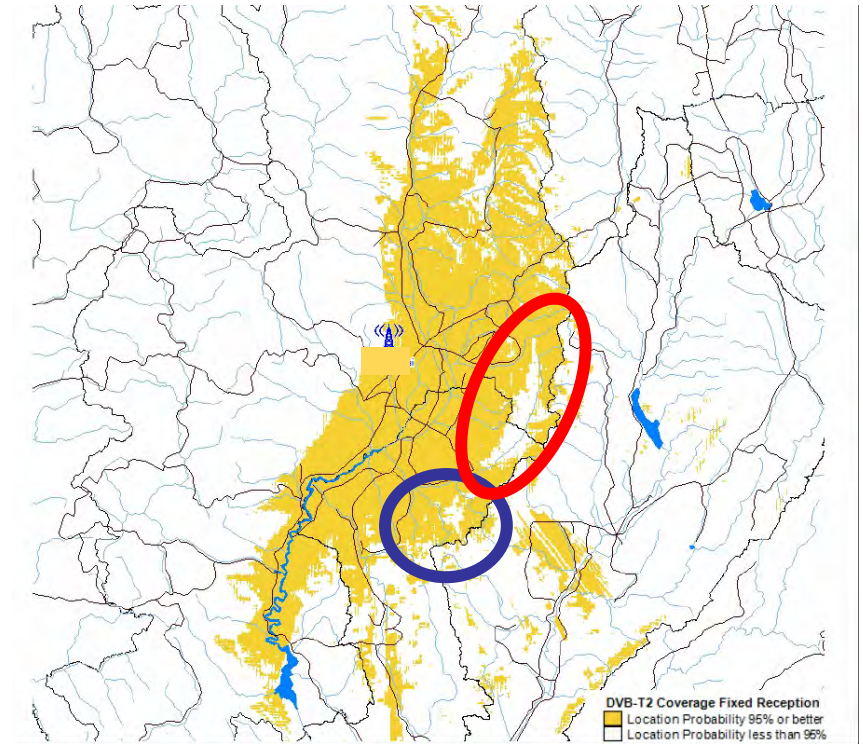 DVB-T2 Coverage Fixed Reception
Location Probability 95% or better
Location Probability less than 95%